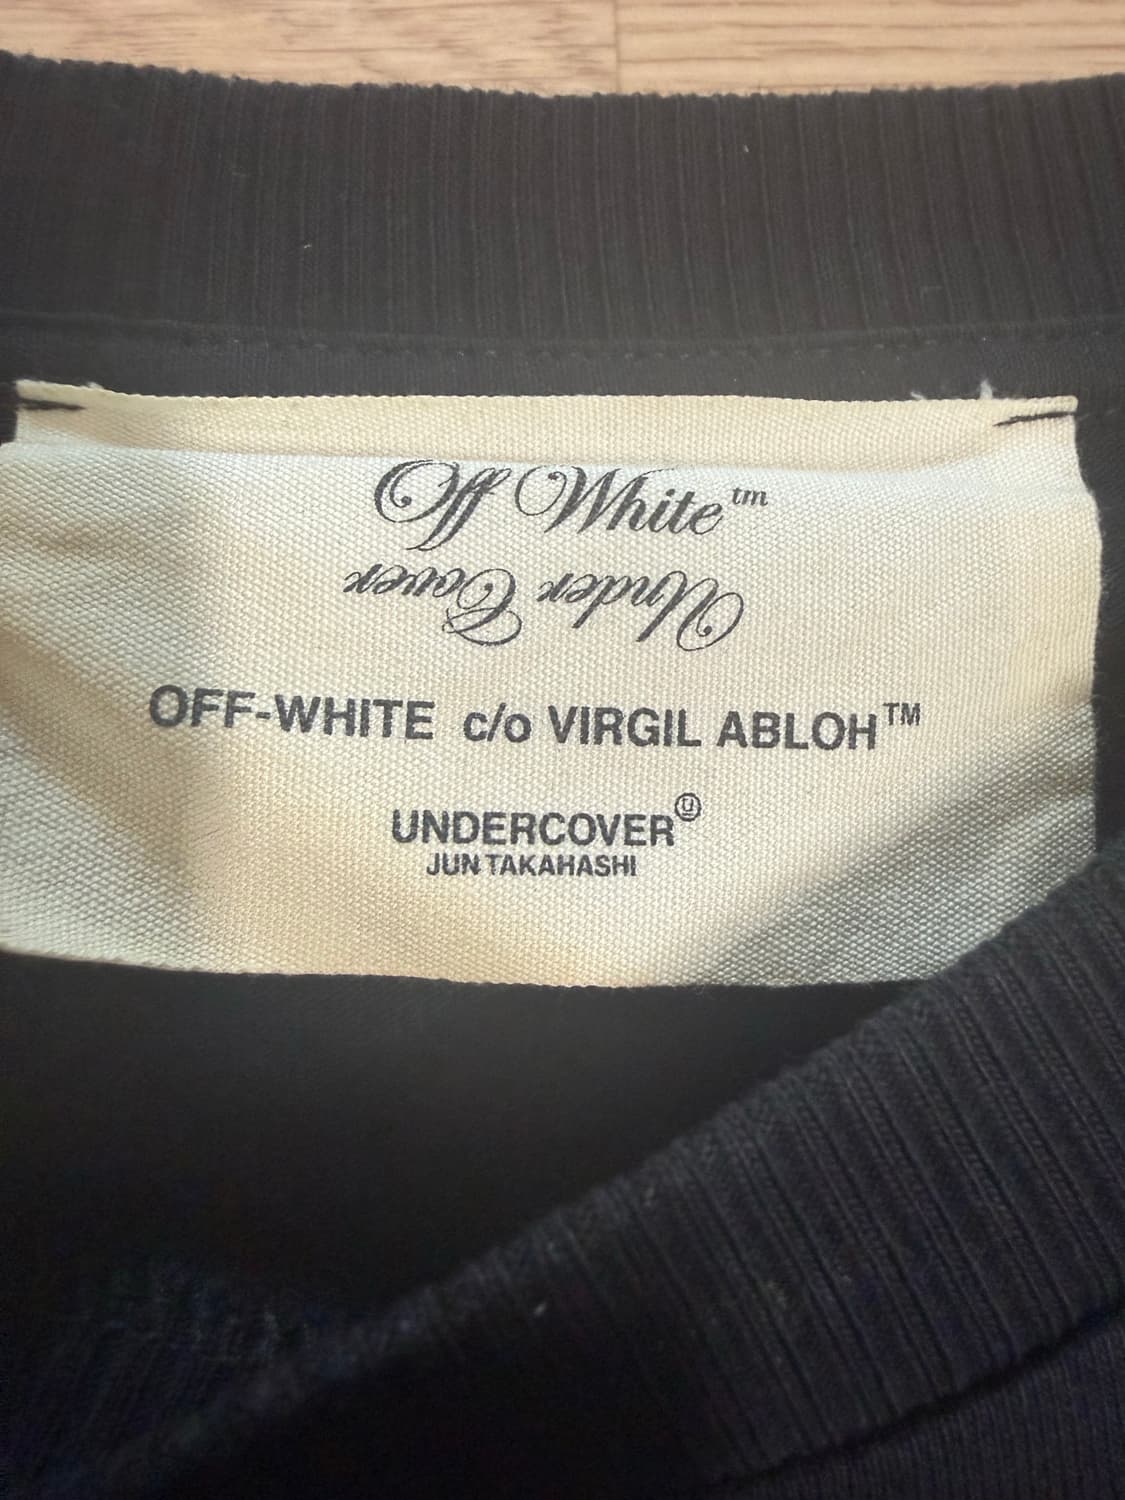 Off White™
Under Cover
OFF-WHITE c/o VIRGIL ABLOH™
UNDERCOVER Ⓤ
JUN TAKAHASHI